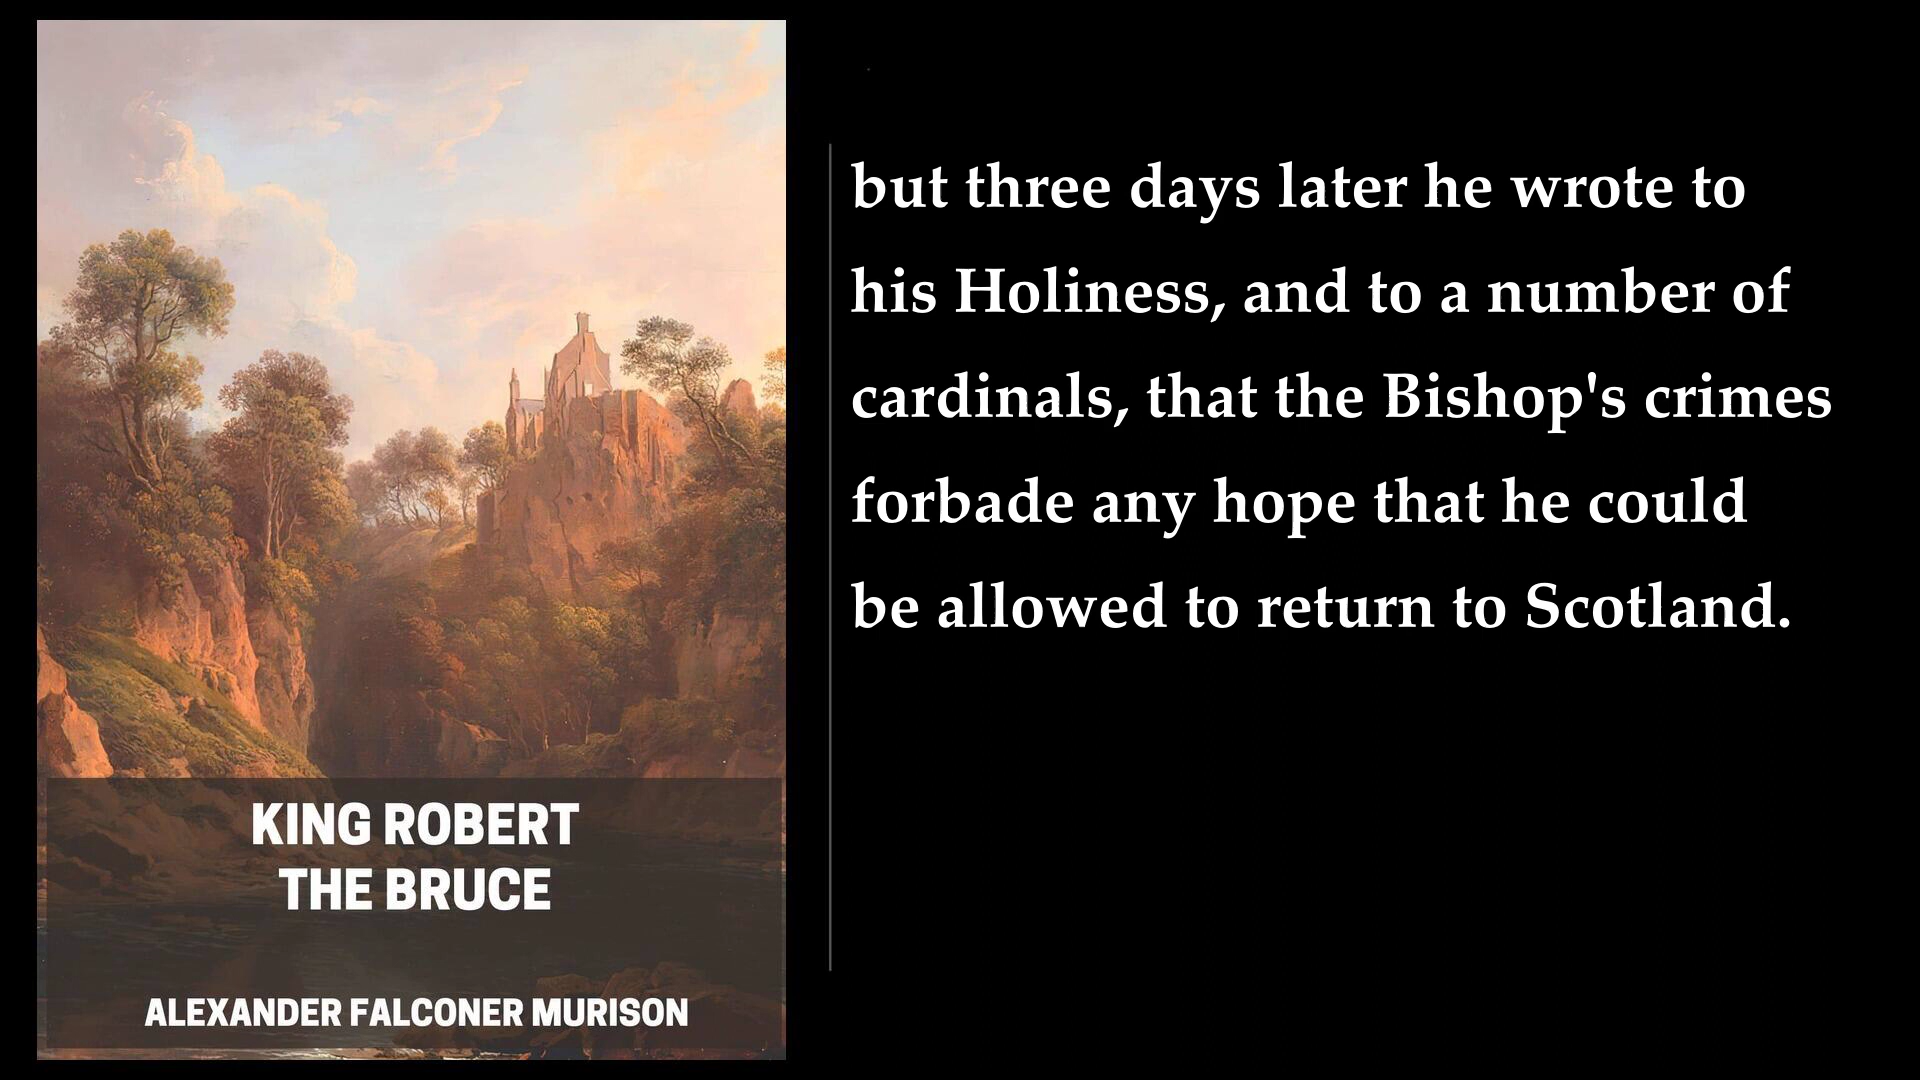 KING ROBERT
THE BRUCE
ALEXANDER FALCONER MURISON
but three days later he wrote to
his Holiness, and to a number of
cardinals, that the Bishop's crimes
forbade any hope that he could
be allowed to return to Scotland.